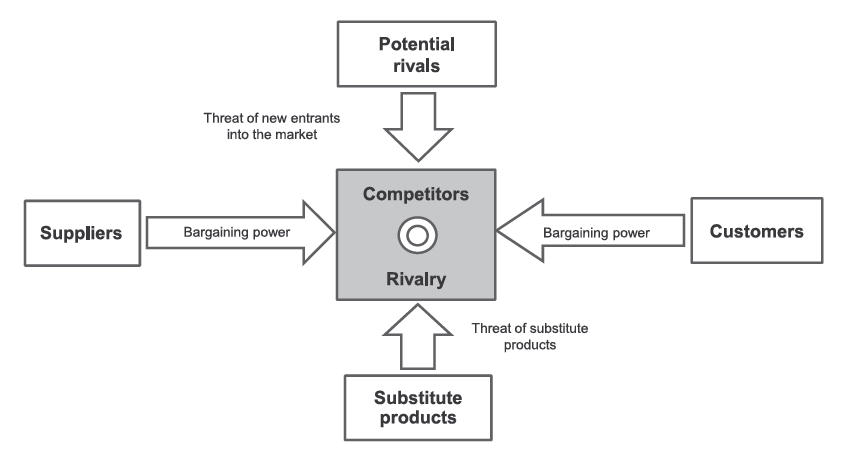 Potential
rivals
Threat of new entrants
into the market
Competitors
Suppliers
Bargaining power
Bargaining power
Customers
Rivalry
Threat of substitute
products
Substitute
products